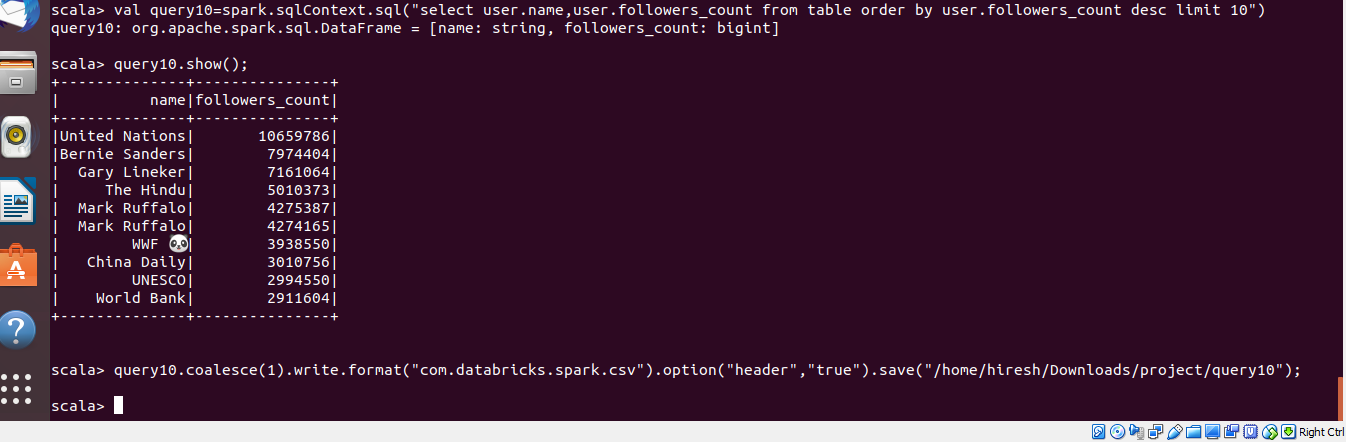 scala> val query10=spark.sqlContext.sql("select user.name,user.followers_count from table order by user.followers_count desc limit 10")
query10: org.apache.spark.sql.DataFrame = [name: string, followers_count: bigint]
scala> query10.show();
+--------------+---------------+
|          name|followers_count|
+--------------+---------------+
|United Nations|       10659786|
|Bernie Sanders|        7974404|
|  Gary Lineker|        7161064|
|     The Hindu|        5010373|
|  Mark Ruffalo|        4275387|
|  Mark Ruffalo|        4274165|
|        WWF 🐼|        3938550|
|   China Daily|        3010756|
|        UNESCO|        2994550|
|    World Bank|        2911604|
+--------------+---------------+
scala> query10.coalesce(1).write.format("com.databricks.spark.csv").option("header","true").save("/home/hiresh/Downloads/project/query10");
scala>
Right Ctrl